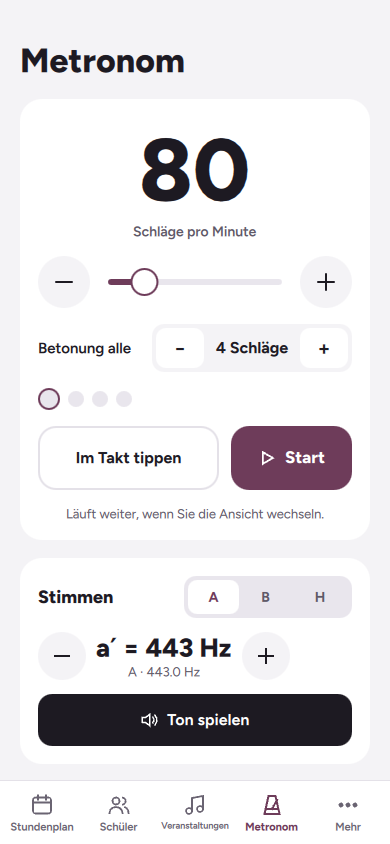 Metronom
80
Schläge pro Minute
Betonung alle
– 4 Schläge +
Im Takt tippen
Start
Läuft weiter, wenn Sie die Ansicht wechseln.
Stimmen
A B H
a´ = 443 Hz
A · 443.0 Hz
Ton spielen
Stundenplan Schüler Veranstaltungen Metronom Mehr